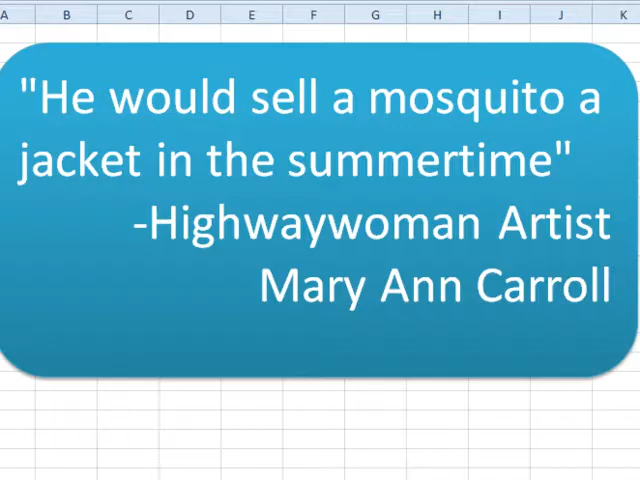 A B C D E F G H I J K
"He would sell a mosquito a
jacket in the summertime"
-Highwaywoman Artist
Mary Ann Carroll